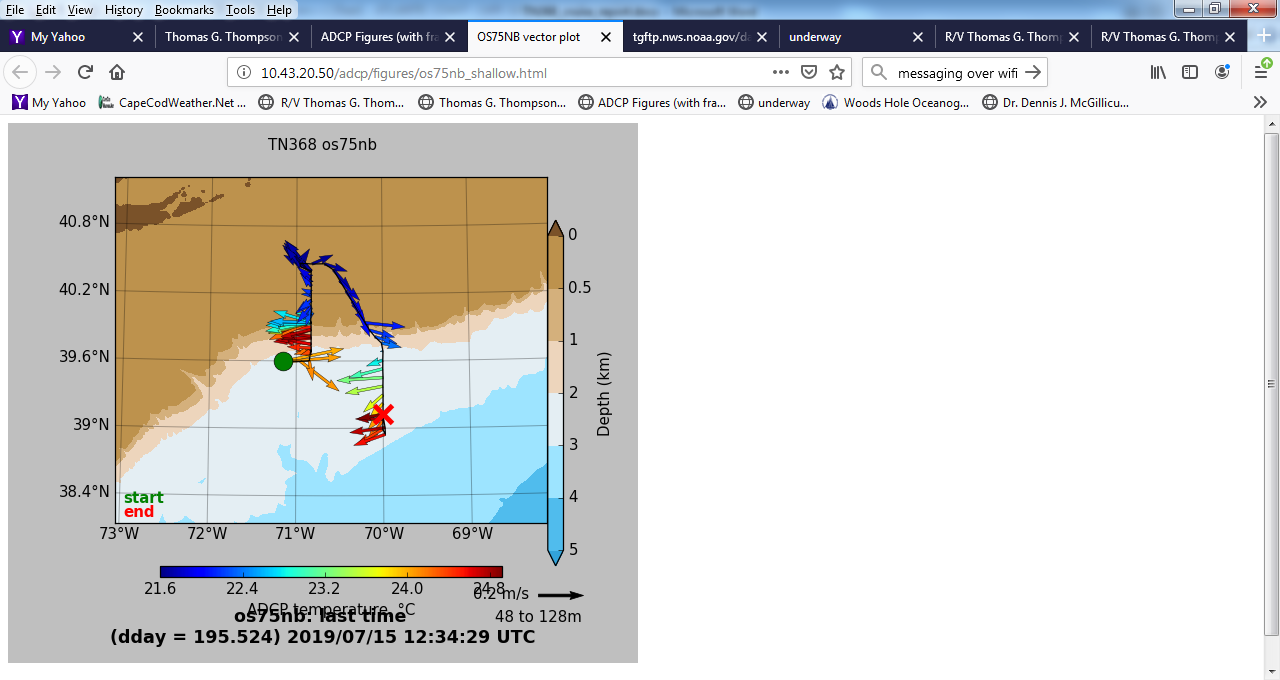 File Edit View History Bookmarks Tools Help
My Yahoo Thomas G. Thompson ADCP Figures (with fra OS75NB vector plot tgftp.nws.noaa.gov/da underway R/V Thomas G. Thomp R/V Thomas G. Thomp
10.43.20.50/adcp/figures/os75nb_shallow.html messaging over wifi
My Yahoo CapeCodWeather.Net ... R/V Thomas G. Thom... Thomas G. Thompson... ADCP Figures (with fra... underway Woods Hole Oceanog... Dr. Dennis J. McGillicu...
TN368 os75nb
40.8°N
40.2°N
39.6°N
39°N
38.4°N
start
end
73°W 72°W 71°W 70°W 69°W
0
0.5
1
2
3
4
5
Depth (km)
21.6 22.4 23.2 24.0 24.8
ADCP temperature, °C
0.2 m/s
48 to 128m
os75nb: last time
(dday = 195.524) 2019/07/15 12:34:29 UTC